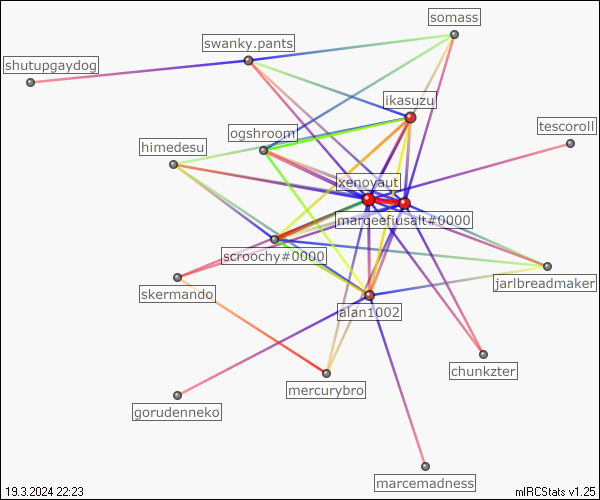 somass
swanky.pants
shutupgaydog
ikasuzu
tescoroll
ogshroom
himedesu
xenoyaut
marqeefiusalt#0000
scroochy#0000
jarlbreadmaker
skermando
alan1002
chunkzter
mercurybro
gorudenneko
marcemadness
19.3.2024 22:23
mIRCStats v1.25